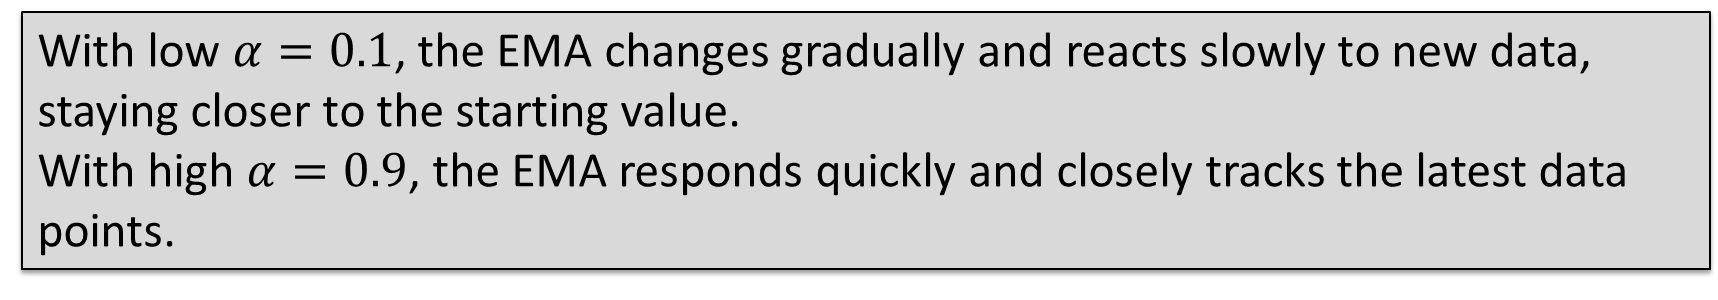 With low α = 0.1, the EMA changes gradually and reacts slowly to new data,
staying closer to the starting value.
With high α = 0.9, the EMA responds quickly and closely tracks the latest data
points.